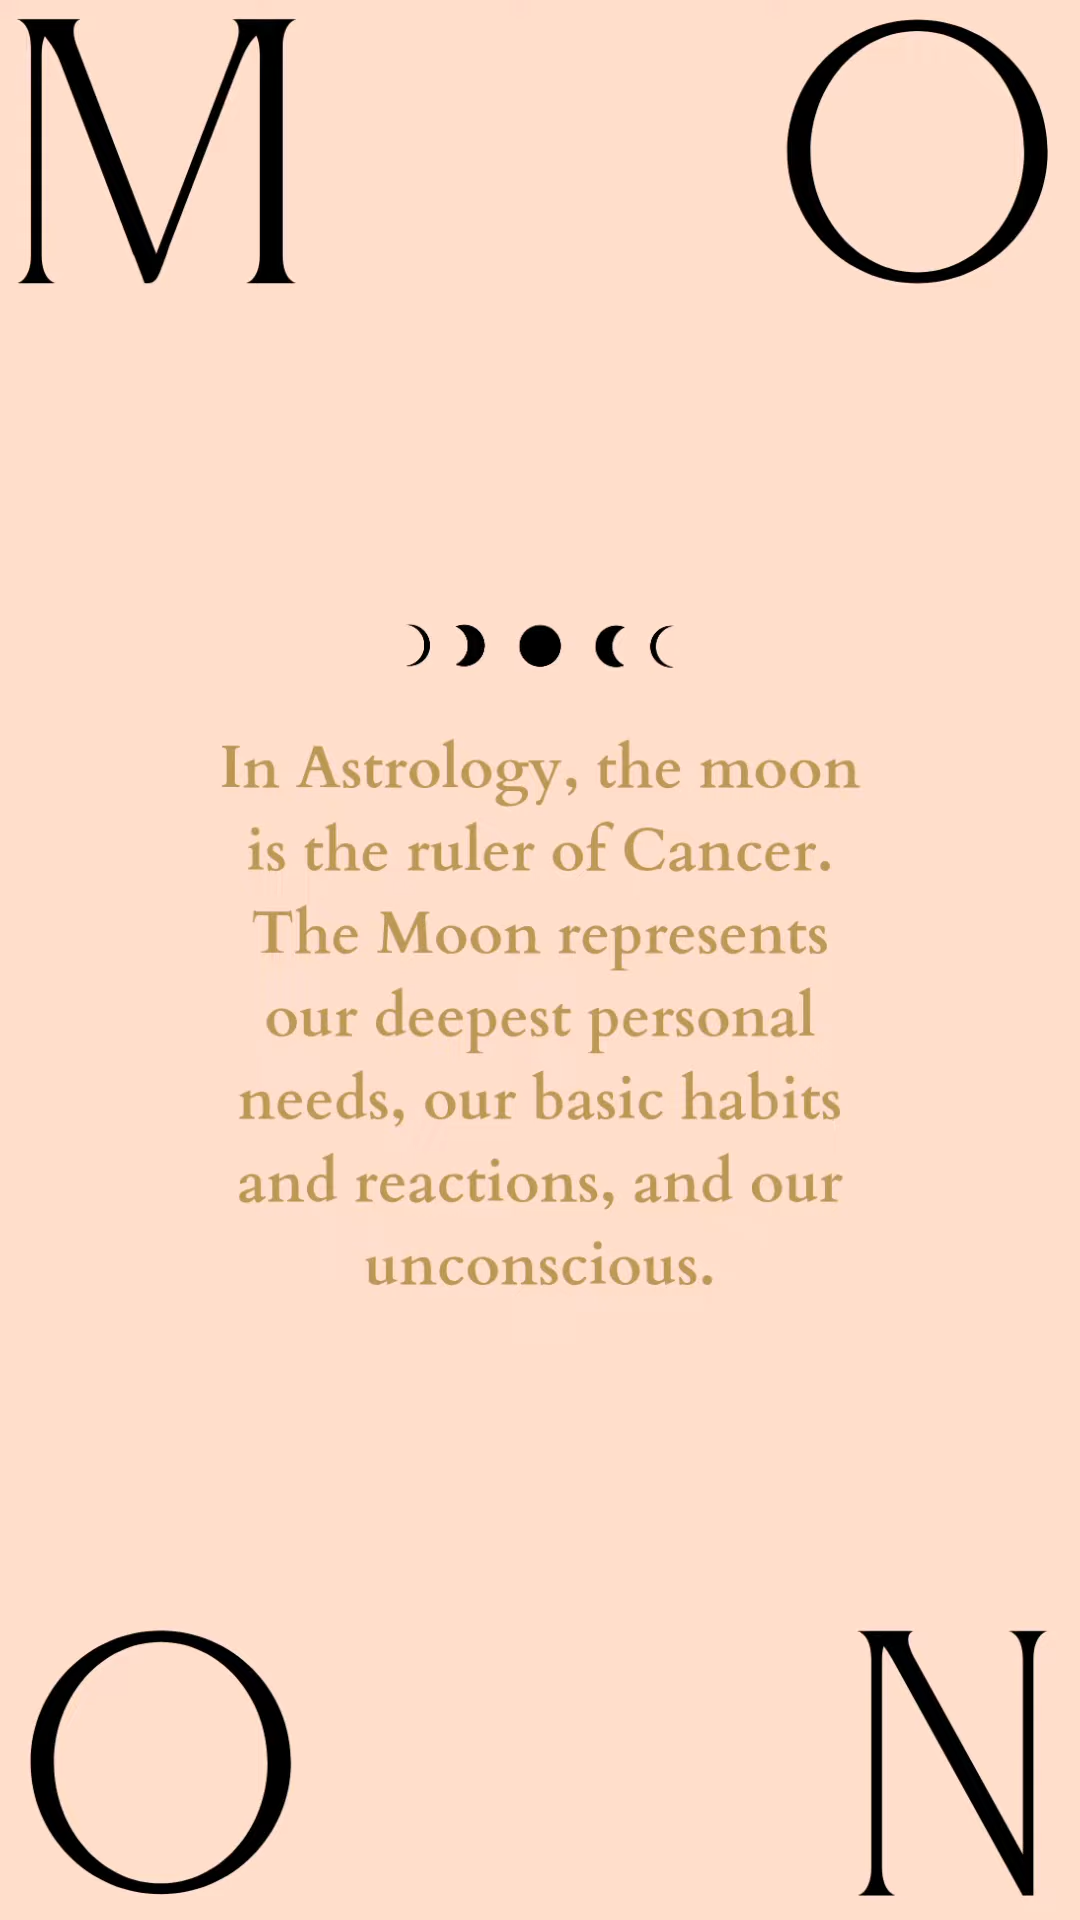 M O
In Astrology, the moon
is the ruler of Cancer.
The Moon represents
our deepest personal
needs, our basic habits
and reactions, and our
unconscious.
O N